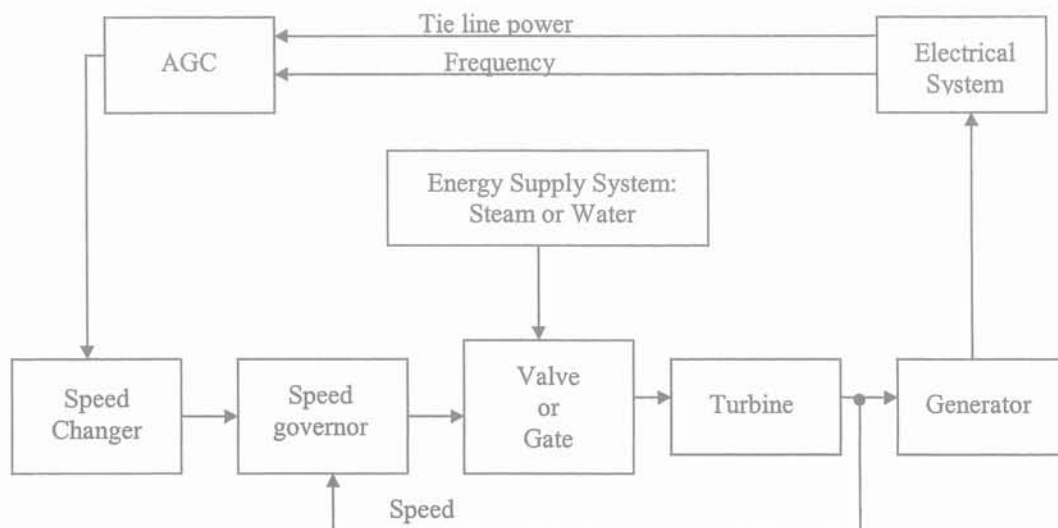 Tie line power
AGC
Frequency
Electrical
System
Energy Supply System:
Steam or Water
Speed
Changer
Speed
governor
Valve
or
Gate
Turbine
Generator
Speed